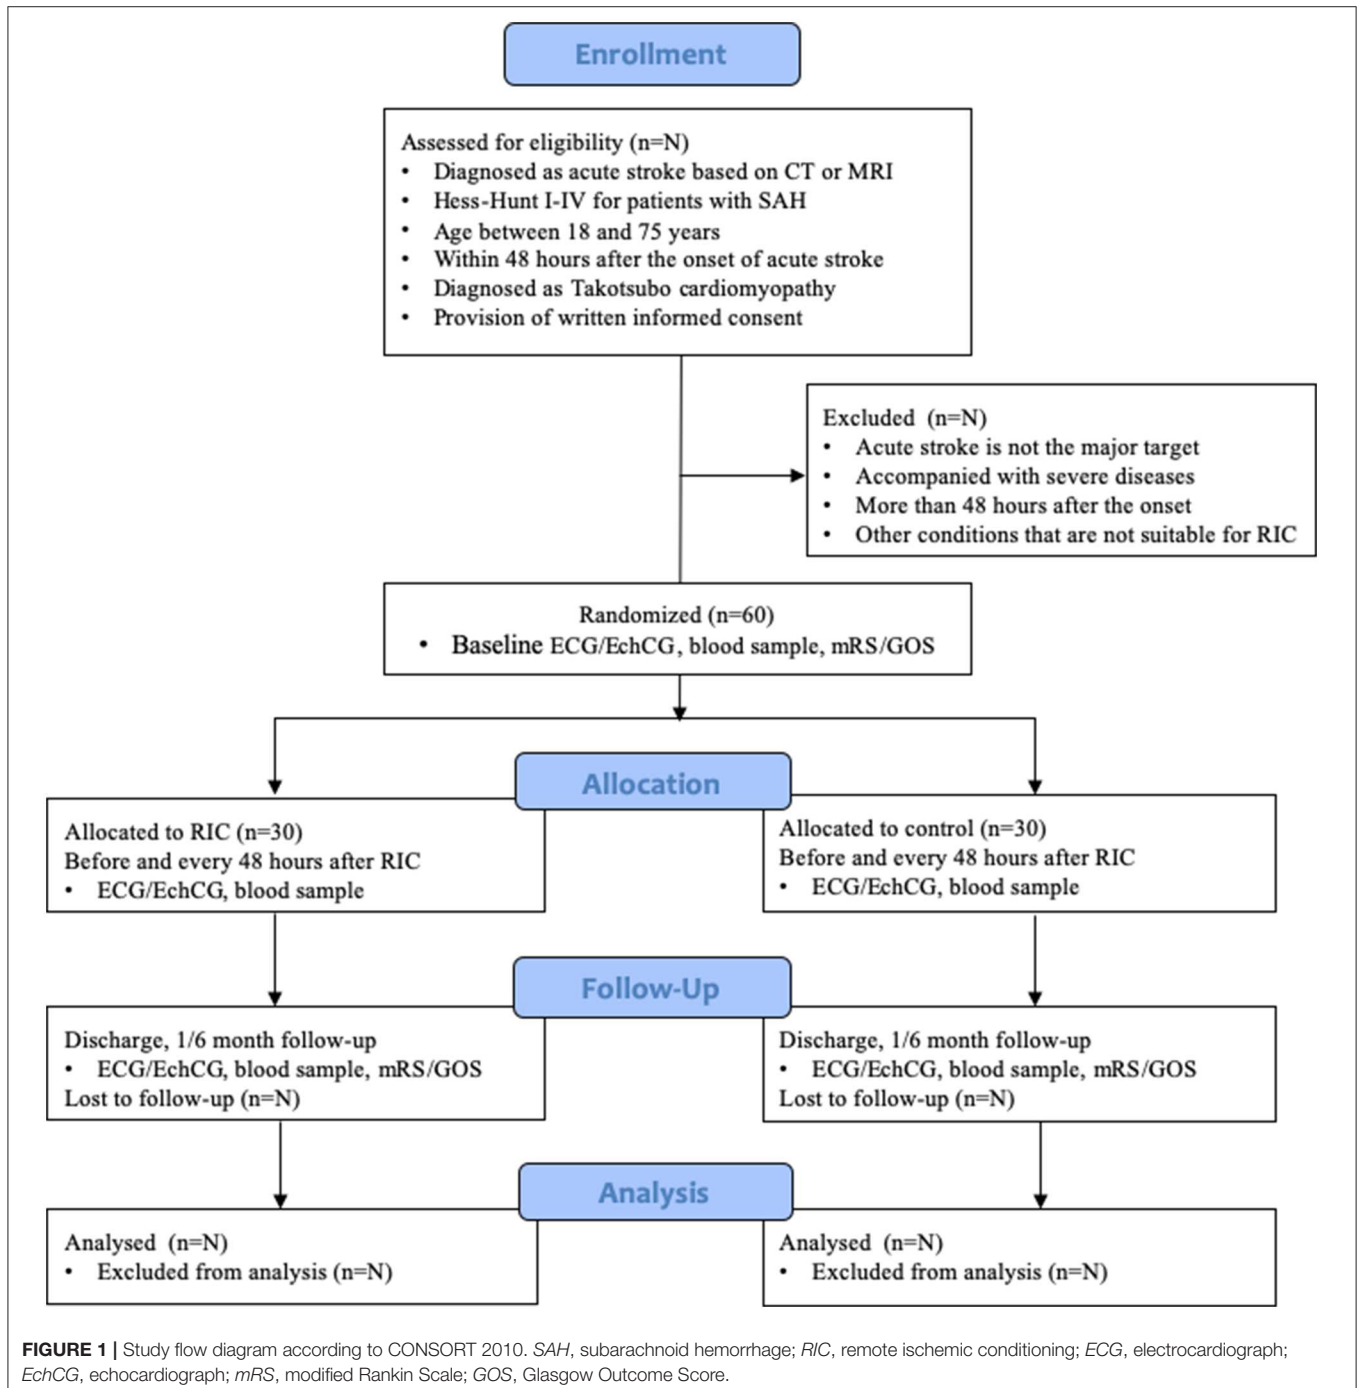 Enrollment
Assessed for eligibility (n=N)
• Diagnosed as acute stroke based on CT or MRI
• Hess-Hunt I-IV for patients with SAH
• Age between 18 and 75 years
• Within 48 hours after the onset of acute stroke
• Diagnosed as Takotsubo cardiomyopathy
• Provision of written informed consent
Excluded (n=N)
• Acute stroke is not the major target
• Accompanied with severe diseases
• More than 48 hours after the onset
• Other conditions that are not suitable for RIC
Randomized (n=60)
• Baseline ECG/EchCG, blood sample, mRS/GOS
Allocation
Allocated to RIC (n=30)
Before and every 48 hours after RIC
• ECG/EchCG, blood sample
Allocated to control (n=30)
Before and every 48 hours after RIC
• ECG/EchCG, blood sample
Follow-Up
Discharge, 1/6 month follow-up
• ECG/EchCG, blood sample, mRS/GOS
Lost to follow-up (n=N)
Discharge, 1/6 month follow-up
• ECG/EchCG, blood sample, mRS/GOS
Lost to follow-up (n=N)
Analysis
Analysed (n=N)
• Excluded from analysis (n=N)
Analysed (n=N)
• Excluded from analysis (n=N)
FIGURE 1 | Study flow diagram according to CONSORT 2010. SAH, subarachnoid hemorrhage; RIC, remote ischemic conditioning; ECG, electrocardiograph;
EchCG, echocardiograph; mRS, modified Rankin Scale; GOS, Glasgow Outcome Score.